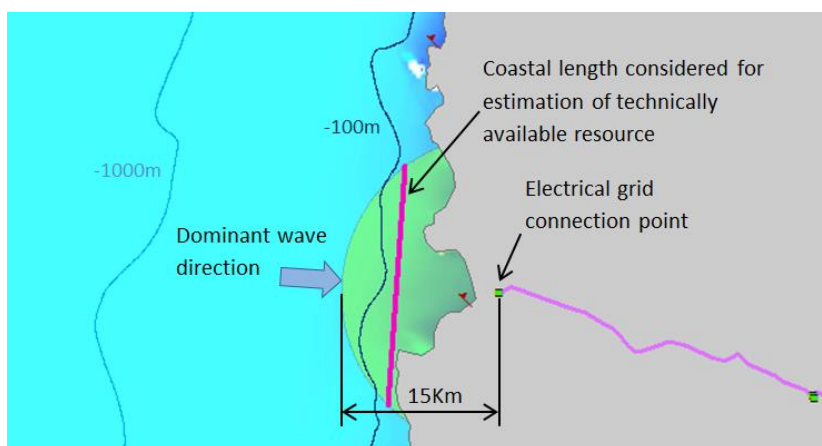 Coastal length considered for
estimation of technically
available resource
-100m
-1000m
Electrical grid
connection point
Dominant wave
direction
15Km